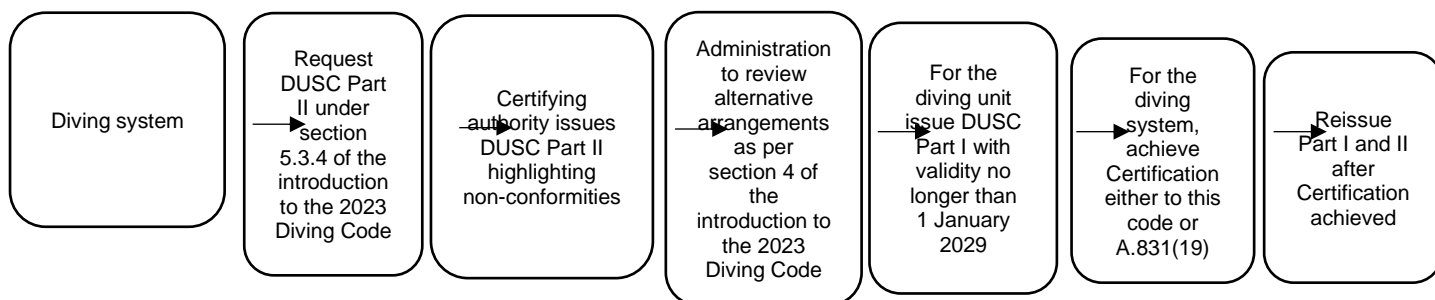 Diving system
Request
DUSC Part
II under
section
5.3.4 of the
introduction
to the 2023
Diving Code
Certifying
authority issues
DUSC Part II
highlighting
non-conformities
Administration
to review
alternative
arrangements
as per
section 4 of
the
introduction to
the 2023
Diving Code
For the
diving unit
issue DUSC
Part I with
validity no
longer than
1 January
2029
For the
diving
system,
achieve
Certification
either to this
code or
A.831(19)
Reissue
Part I and II
after
Certification
achieved